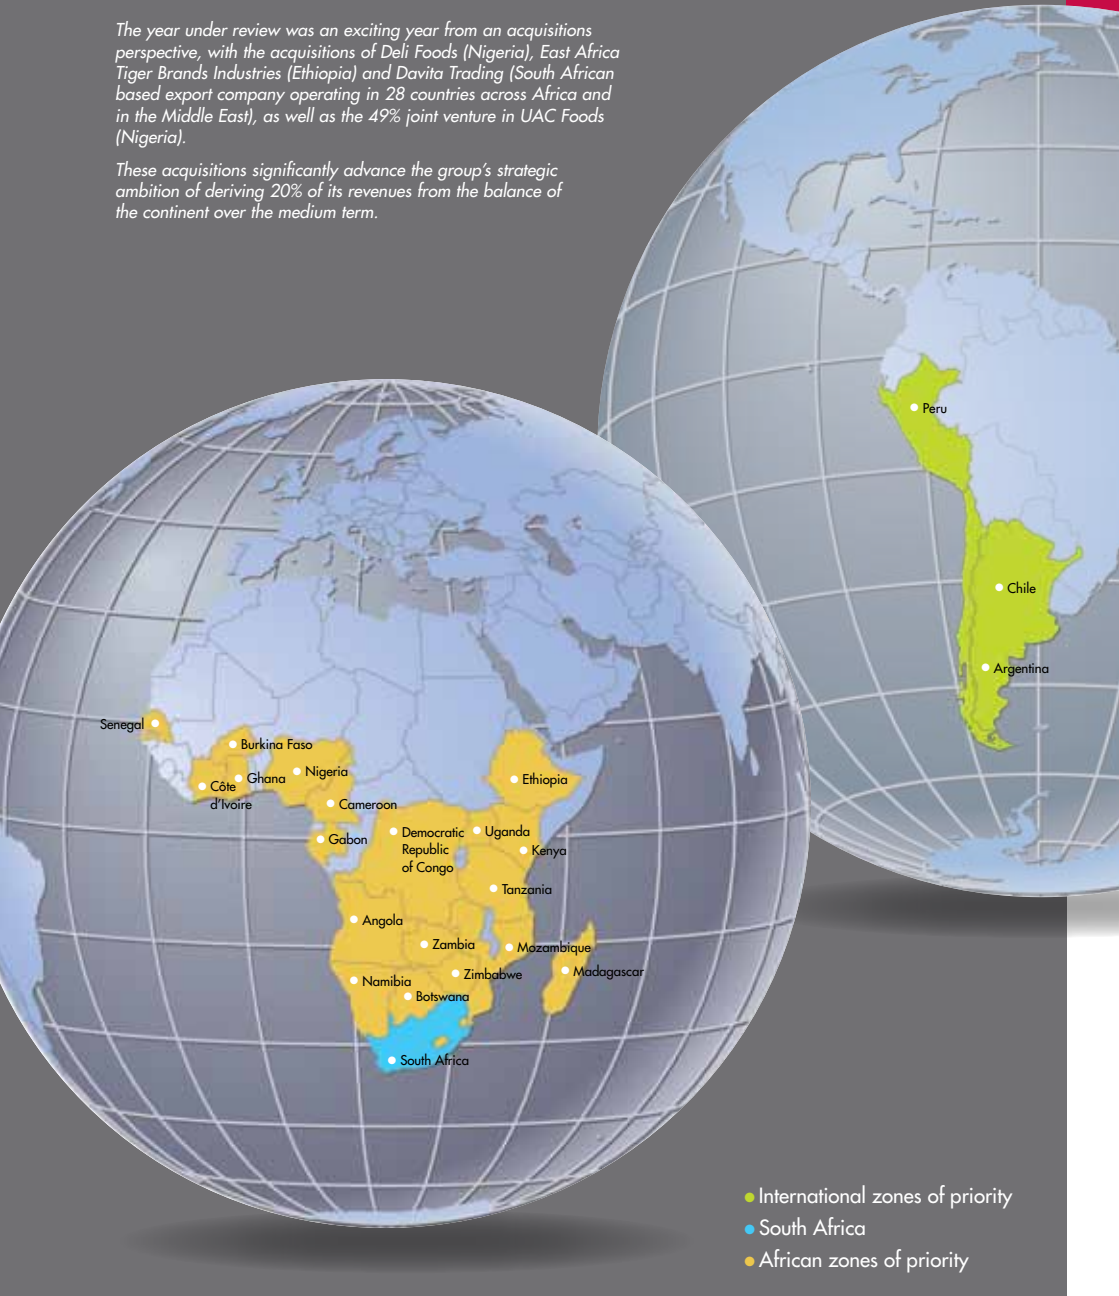 The year under review was an exciting year from an acquisitions
perspective, with the acquisitions of Deli Foods (Nigeria), East Africa
Tiger Brands Industries (Ethiopia) and Davita Trading (South African
based export company operating in 28 countries across Africa and
in the Middle East), as well as the 49% joint venture in UAC Foods
(Nigeria).
These acquisitions significantly advance the group's strategic
ambition of deriving 20% of its revenues from the balance of
the continent over the medium term.
Peru
Chile
Argentina
Senegal
Burkina Faso
Nigeria
Ghana
Côte
d'Ivoire
Ethiopia
Cameroon
Gabon
Democratic
Republic
of Congo
Uganda
Kenya
Tanzania
Angola
Zambia
Mozambique
Madagascar
Zimbabwe
Namibia
Botswana
South Africa
International zones of priority
South Africa
African zones of priority